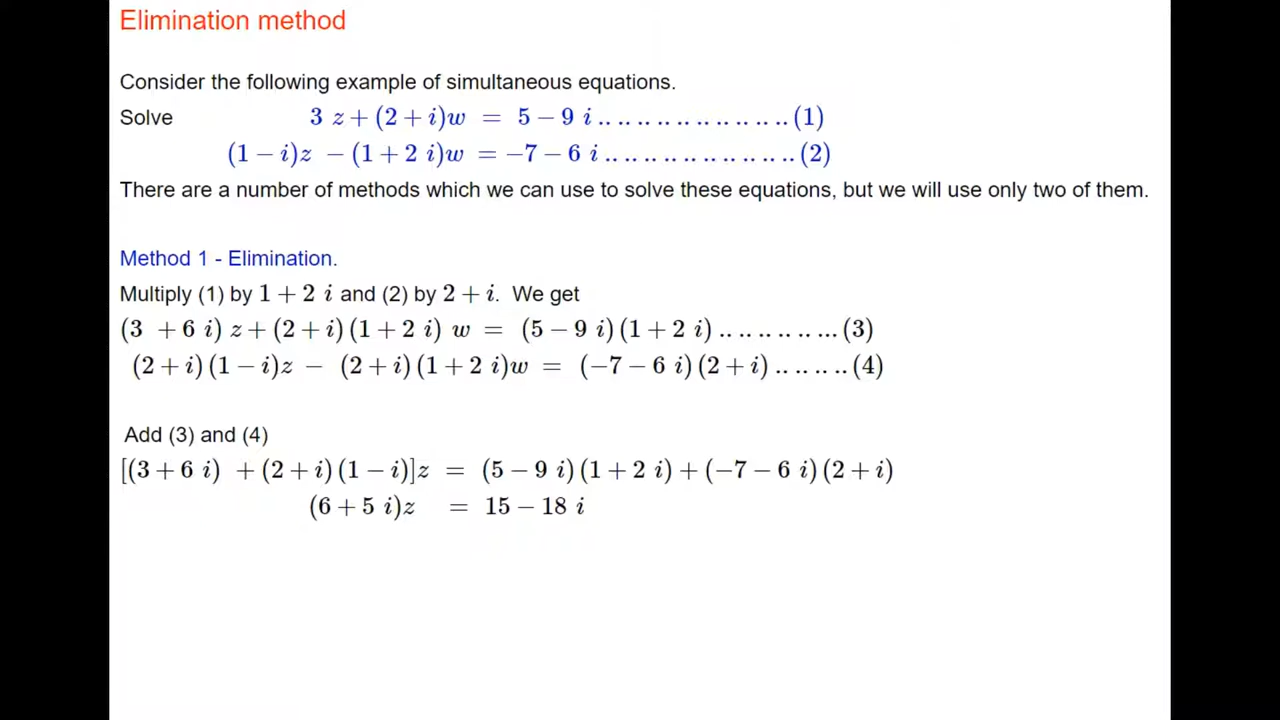 Elimination method
Consider the following example of simultaneous equations.
Solve 3 z + (2 + i)w = 5 − 9 i .. .. .. .. .. .. .. .. .. .. (1)
(1 − i)z − (1 + 2 i)w = −7 − 6 i .. .. .. .. .. .. .. .. .. .. (2)
There are a number of methods which we can use to solve these equations, but we will use only two of them.
Method 1 - Elimination.
Multiply (1) by 1 + 2 i and (2) by 2 + i. We get
(3 + 6 i) z + (2 + i) (1 + 2 i) w = (5 − 9 i) (1 + 2 i) .. .. .. .. .. ... (3)
(2 + i) (1 − i)z − (2 + i) (1 + 2 i)w = (−7 − 6 i) (2 + i) .. .. .. .. (4)
Add (3) and (4)
[(3 + 6 i) + (2 + i) (1 − i)]z = (5 − 9 i) (1 + 2 i) + (−7 − 6 i) (2 + i)
(6 + 5 i)z = 15 − 18 i